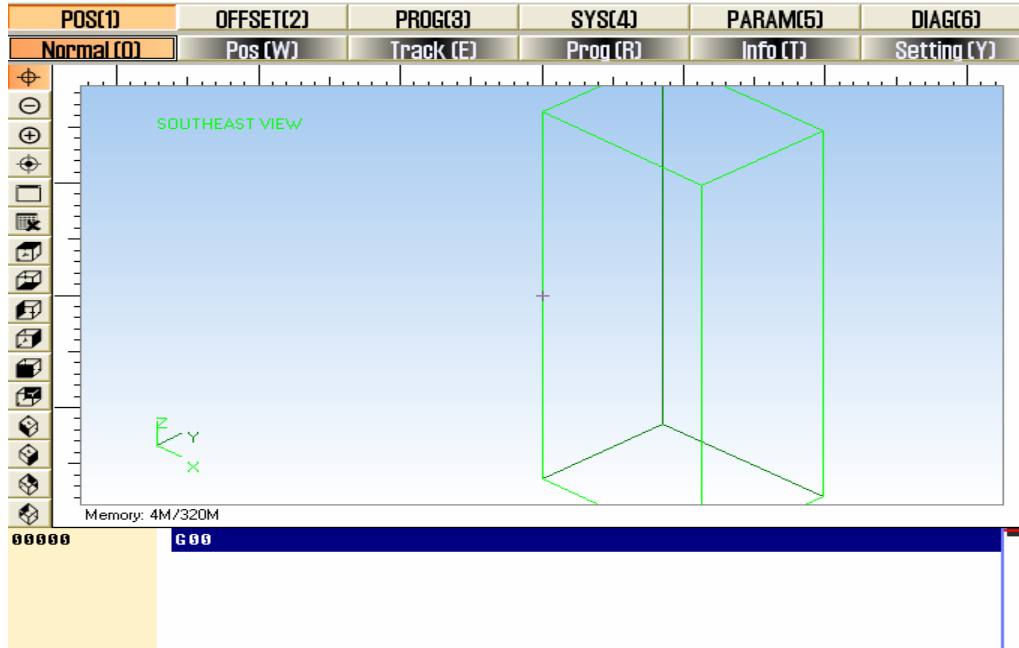 POS(1) OFFSET(2) PROG(3) SYS(4) PARAM(5) DIAG(6)
Normal (Q) Pos (W) Track (E) Prog (R) Info (T) Setting (Y)
SOUTHEAST VIEW
Z
Y
X
Memory: 4M/320M
00000 G00